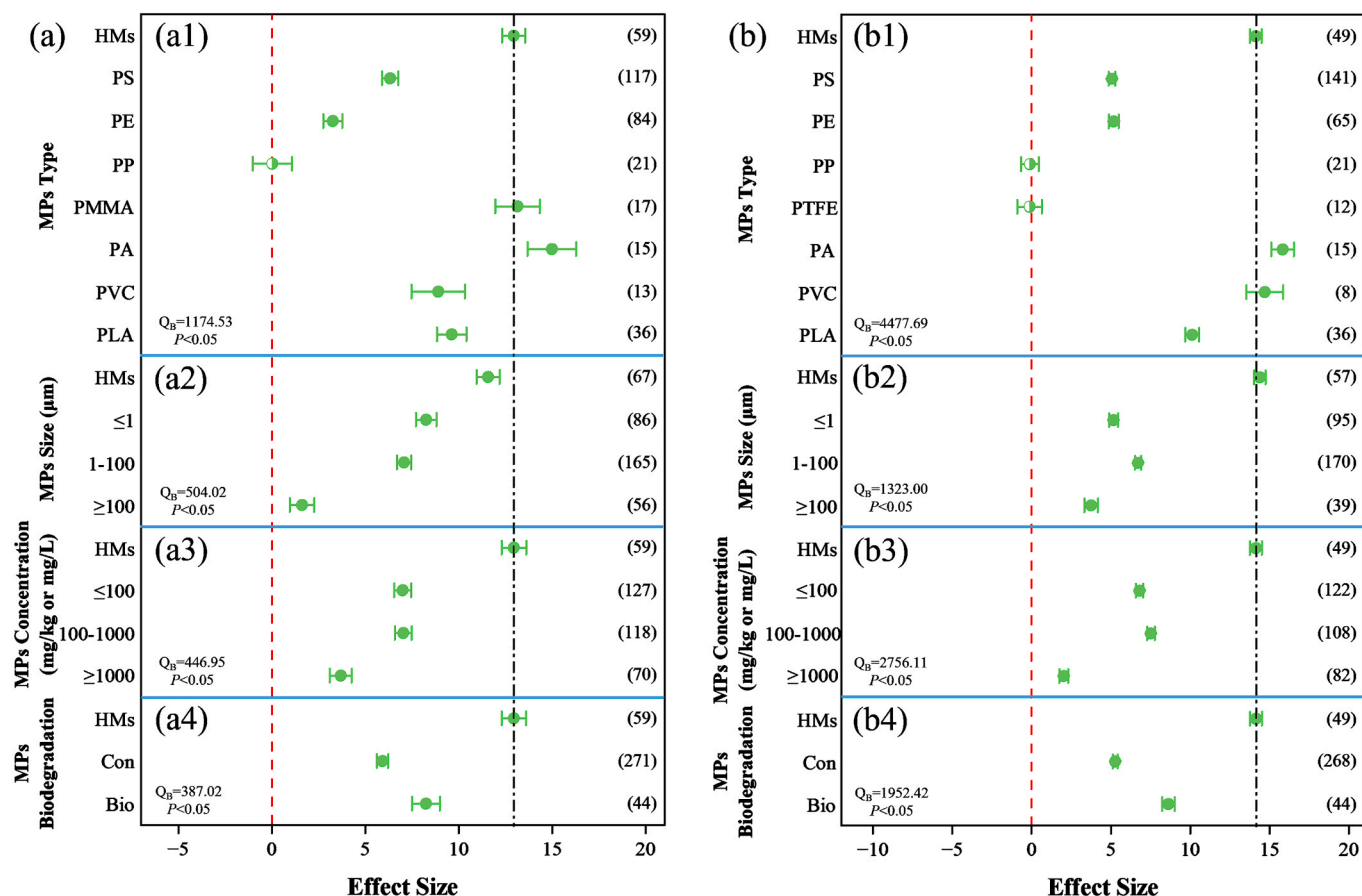 (a)
(a1)
MPs Type
HMs (59)
PS (117)
PE (84)
PP (21)
PMMA (17)
PA (15)
PVC (13)
PLA (36)
QB=1174.53
P<0.05
(a2)
MPs Size (μm)
HMs (67)
≤1 (86)
1-100 (165)
≥100 (56)
QB=504.02
P<0.05
(a3)
MPs Concentration
(mg/kg or mg/L)
HMs (59)
≤100 (127)
100-1000 (118)
≥1000 (70)
QB=446.95
P<0.05
(a4)
MPs
Biodegradation
HMs (59)
Con (271)
Bio (44)
QB=387.02
P<0.05
−5 0 5 10 15 20
Effect Size
(b)
(b1)
MPs Type
HMs (49)
PS (141)
PE (65)
PP (21)
PTFE (12)
PA (15)
PVC (8)
PLA (36)
QB=4477.69
P<0.05
(b2)
MPs Size (μm)
HMs (57)
≤1 (95)
1-100 (170)
≥100 (39)
QB=1323.00
P<0.05
(b3)
MPs Concentration
(mg/kg or mg/L)
HMs (49)
≤100 (122)
100-1000 (108)
≥1000 (82)
QB=2756.11
P<0.05
(b4)
MPs
Biodegradation
HMs (49)
Con (268)
Bio (44)
QB=1952.42
P<0.05
−10 −5 0 5 10 15 20
Effect Size